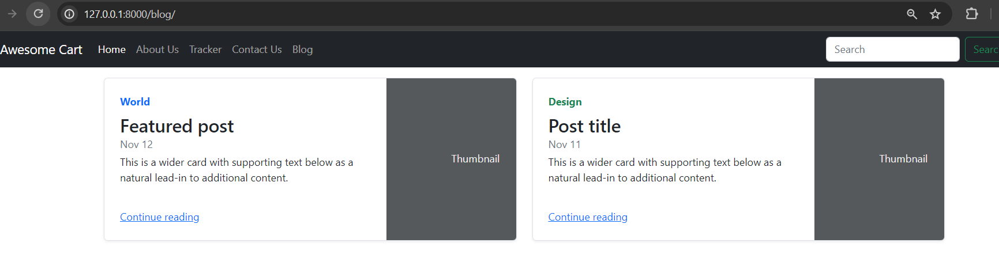 127.0.0.1:8000/blog/
Awesome Cart Home About Us Tracker Contact Us Blog Search Searc
World
Featured post
Nov 12
This is a wider card with supporting text below as a
natural lead-in to additional content.
Continue reading
Thumbnail
Design
Post title
Nov 11
This is a wider card with supporting text below as a
natural lead-in to additional content.
Continue reading
Thumbnail